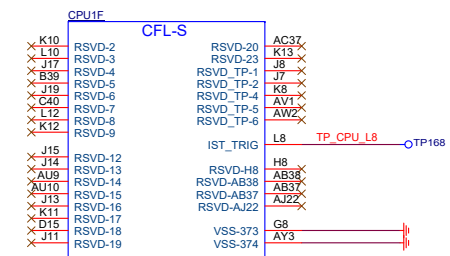 CPU1F
CFL-S
K10 RSVD-2
L10 RSVD-3
J17 RSVD-4
B39 RSVD-5
J19 RSVD-6
C40 RSVD-7
L12 RSVD-8
K12 RSVD-9
J15 RSVD-12
J14 RSVD-13
AU9 RSVD-14
AU10 RSVD-15
J13 RSVD-16
K11 RSVD-17
D15 RSVD-18
J11 RSVD-19
RSVD-20 AC37
RSVD-23 K13
RSVD_TP-1 J8
RSVD_TP-2 J7
RSVD_TP-4 K8
RSVD_TP-5 AV1
RSVD_TP-6 AW2
IST_TRIG L8 TP_CPU_L8 TP168
RSVD-H8 H8
RSVD-AB38 AB38
RSVD-AB37 AB37
RSVD-AJ22 AJ22
VSS-373 G8
VSS-374 AY3